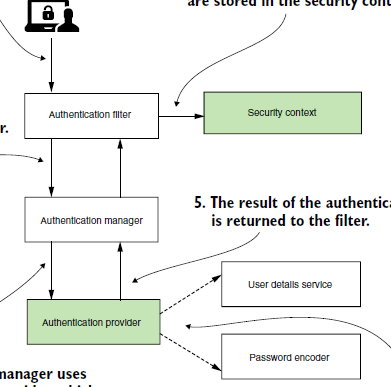 are stored in the security cont
Authentication filter
Security context
r.
5. The result of the authentica
is returned to the filter.
Authentication manager
User details service
Authentication provider
Password encoder
manager uses